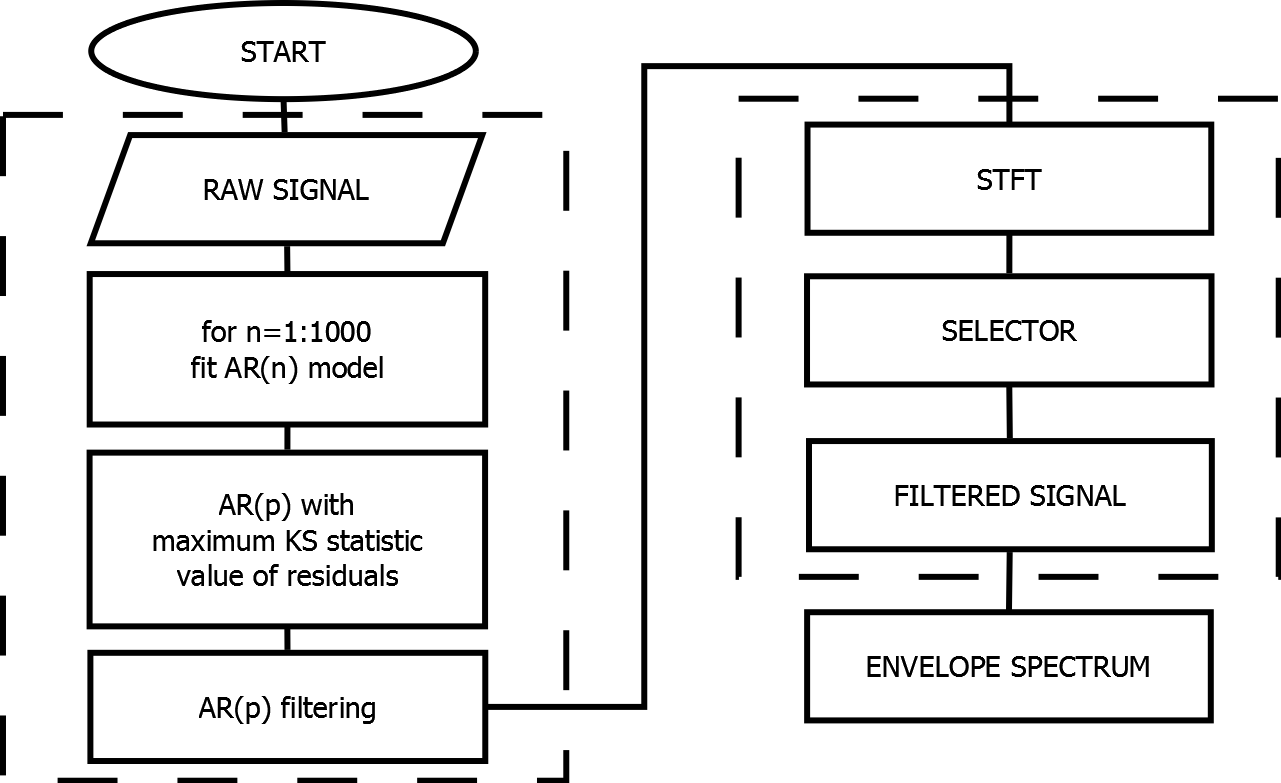 START
RAW SIGNAL
for n=1:1000
fit AR(n) model
AR(p) with
maximum KS statistic
value of residuals
AR(p) filtering
STFT
SELECTOR
FILTERED SIGNAL
ENVELOPE SPECTRUM